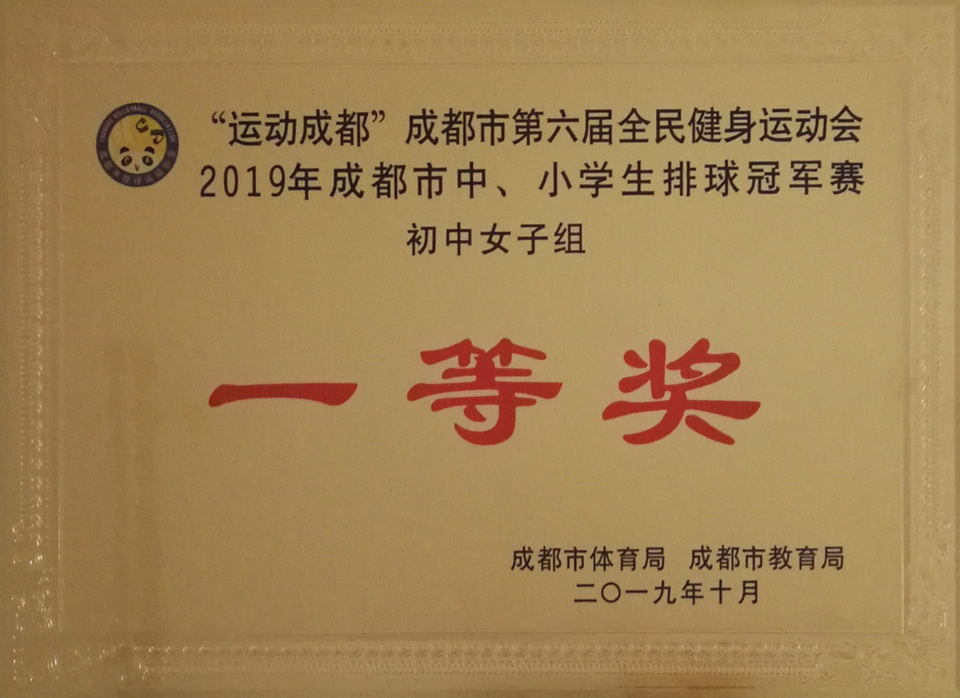 “运动成都”成都市第六届全民健身运动会
2019年成都市中、小学生排球冠军赛
初中女子组
一等奖
成都市体育局 成都市教育局
二〇一九年十月